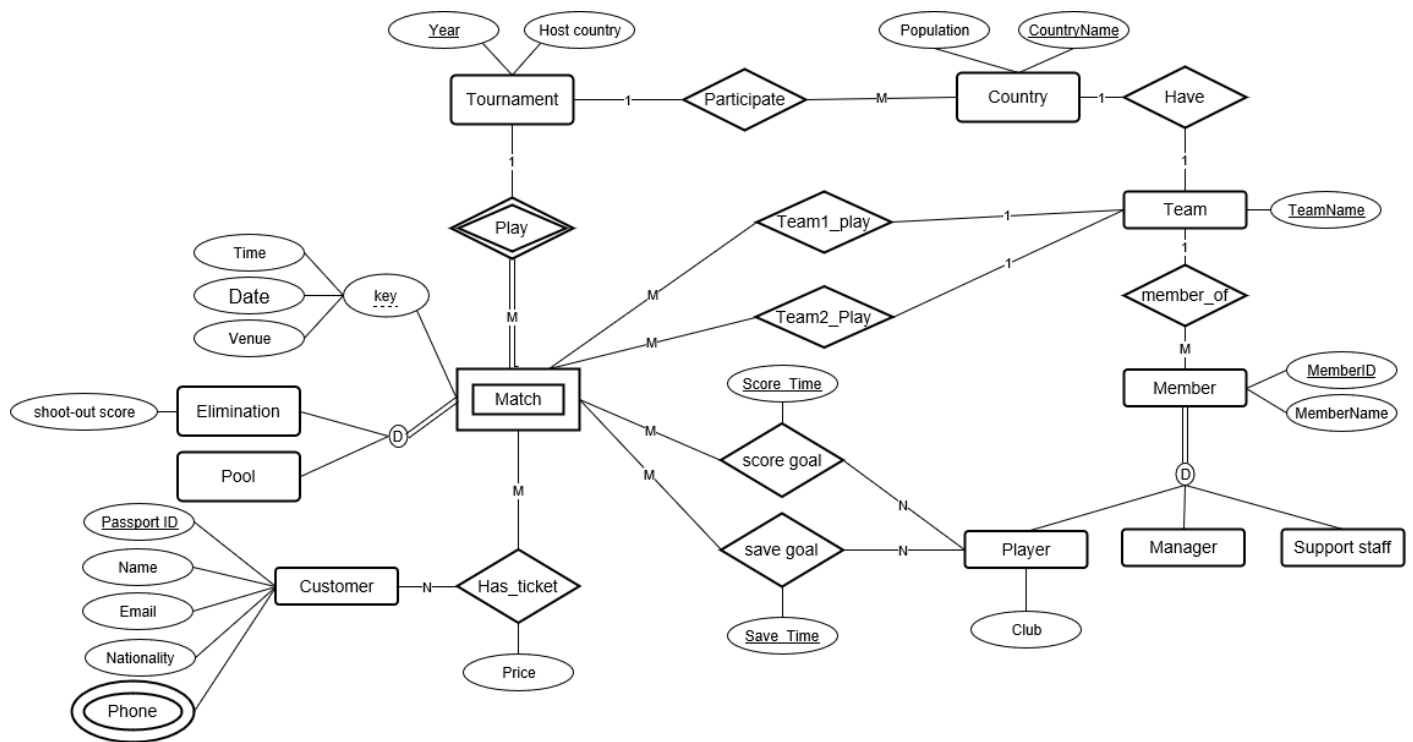 Year
Host country
Population
CountryName
Tournament
1
Participate
M
Country
1
Have
1
1
Play
M
Team1_play
1
M
Team
TeamName
1
Team2_Play
1
M
member_of
M
Time
Date
Venue
key
Match
Score_Time
Member
MemberID
MemberName
shoot-out score
Elimination
Pool
D
M
score goal
N
D
M
save goal
N
Save_Time
Player
Manager
Support staff
Club
Passport ID
Name
Email
Nationality
Phone
Customer
N
Has_ticket
M
Price